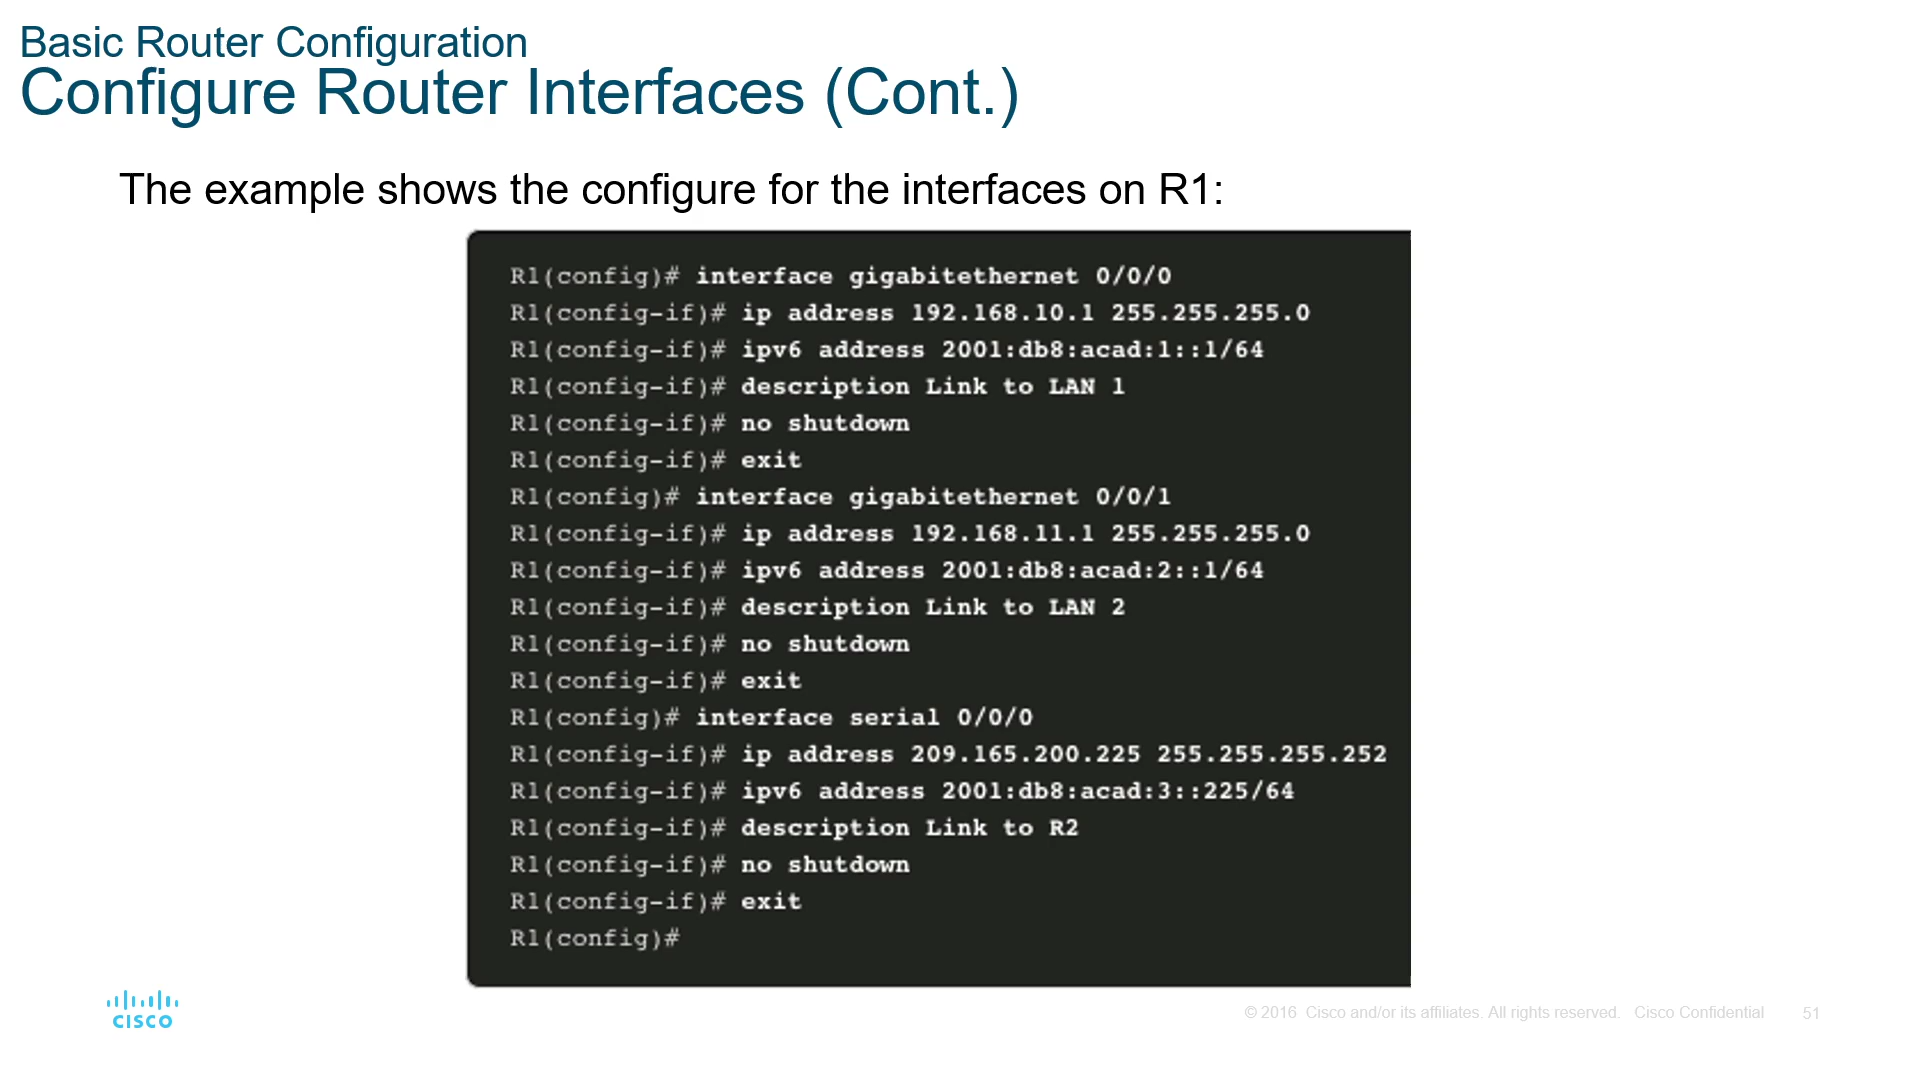 Basic Router Configuration
Configure Router Interfaces (Cont.)
The example shows the configure for the interfaces on R1:
R1(config)# interface gigabitethernet 0/0/0
R1(config-if)# ip address 192.168.10.1 255.255.255.0
R1(config-if)# ipv6 address 2001:db8:acad:1::1/64
R1(config-if)# description Link to LAN 1
R1(config-if)# no shutdown
R1(config-if)# exit
R1(config)# interface gigabitethernet 0/0/1
R1(config-if)# ip address 192.168.11.1 255.255.255.0
R1(config-if)# ipv6 address 2001:db8:acad:2::1/64
R1(config-if)# description Link to LAN 2
R1(config-if)# no shutdown
R1(config-if)# exit
R1(config)# interface serial 0/0/0
R1(config-if)# ip address 209.165.200.225 255.255.255.252
R1(config-if)# ipv6 address 2001:db8:acad:3::225/64
R1(config-if)# description Link to R2
R1(config-if)# no shutdown
R1(config-if)# exit
R1(config)#
CISCO
© 2016 Cisco and/or its affiliates. All rights reserved. Cisco Confidential 51